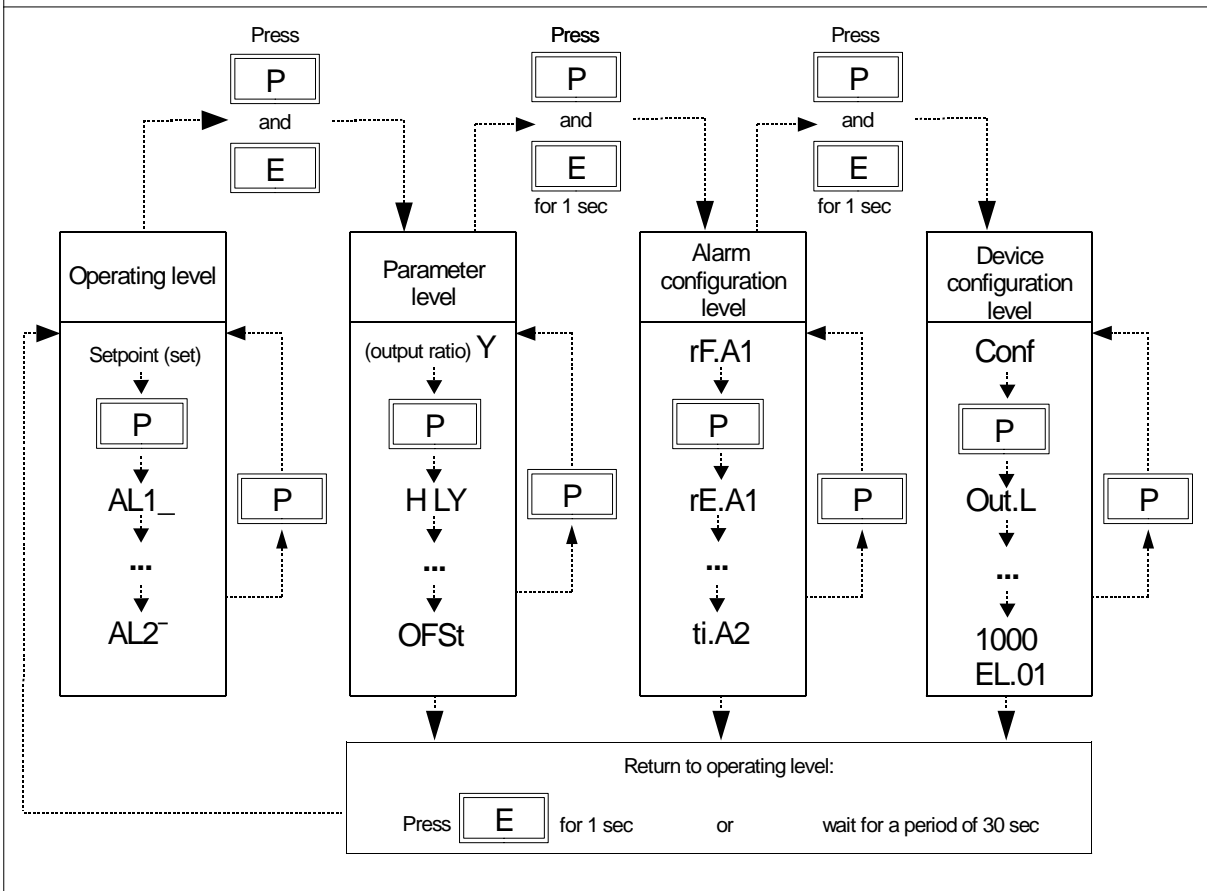 Press
P
and
E
Press
P
and
E
for 1 sec
Press
P
and
E
for 1 sec
Operating level
Setpoint (set)
P
AL1_
...
AL2¯
P
Parameter
level
(output ratio) Y
P
H LY
...
OFSt
P
Alarm
configuration
level
rF.A1
P
rE.A1
...
ti.A2
P
Device
configuration
level
Conf
P
Out.L
...
1000
EL.01
P
Return to operating level:
Press E for 1 sec or wait for a period of 30 sec